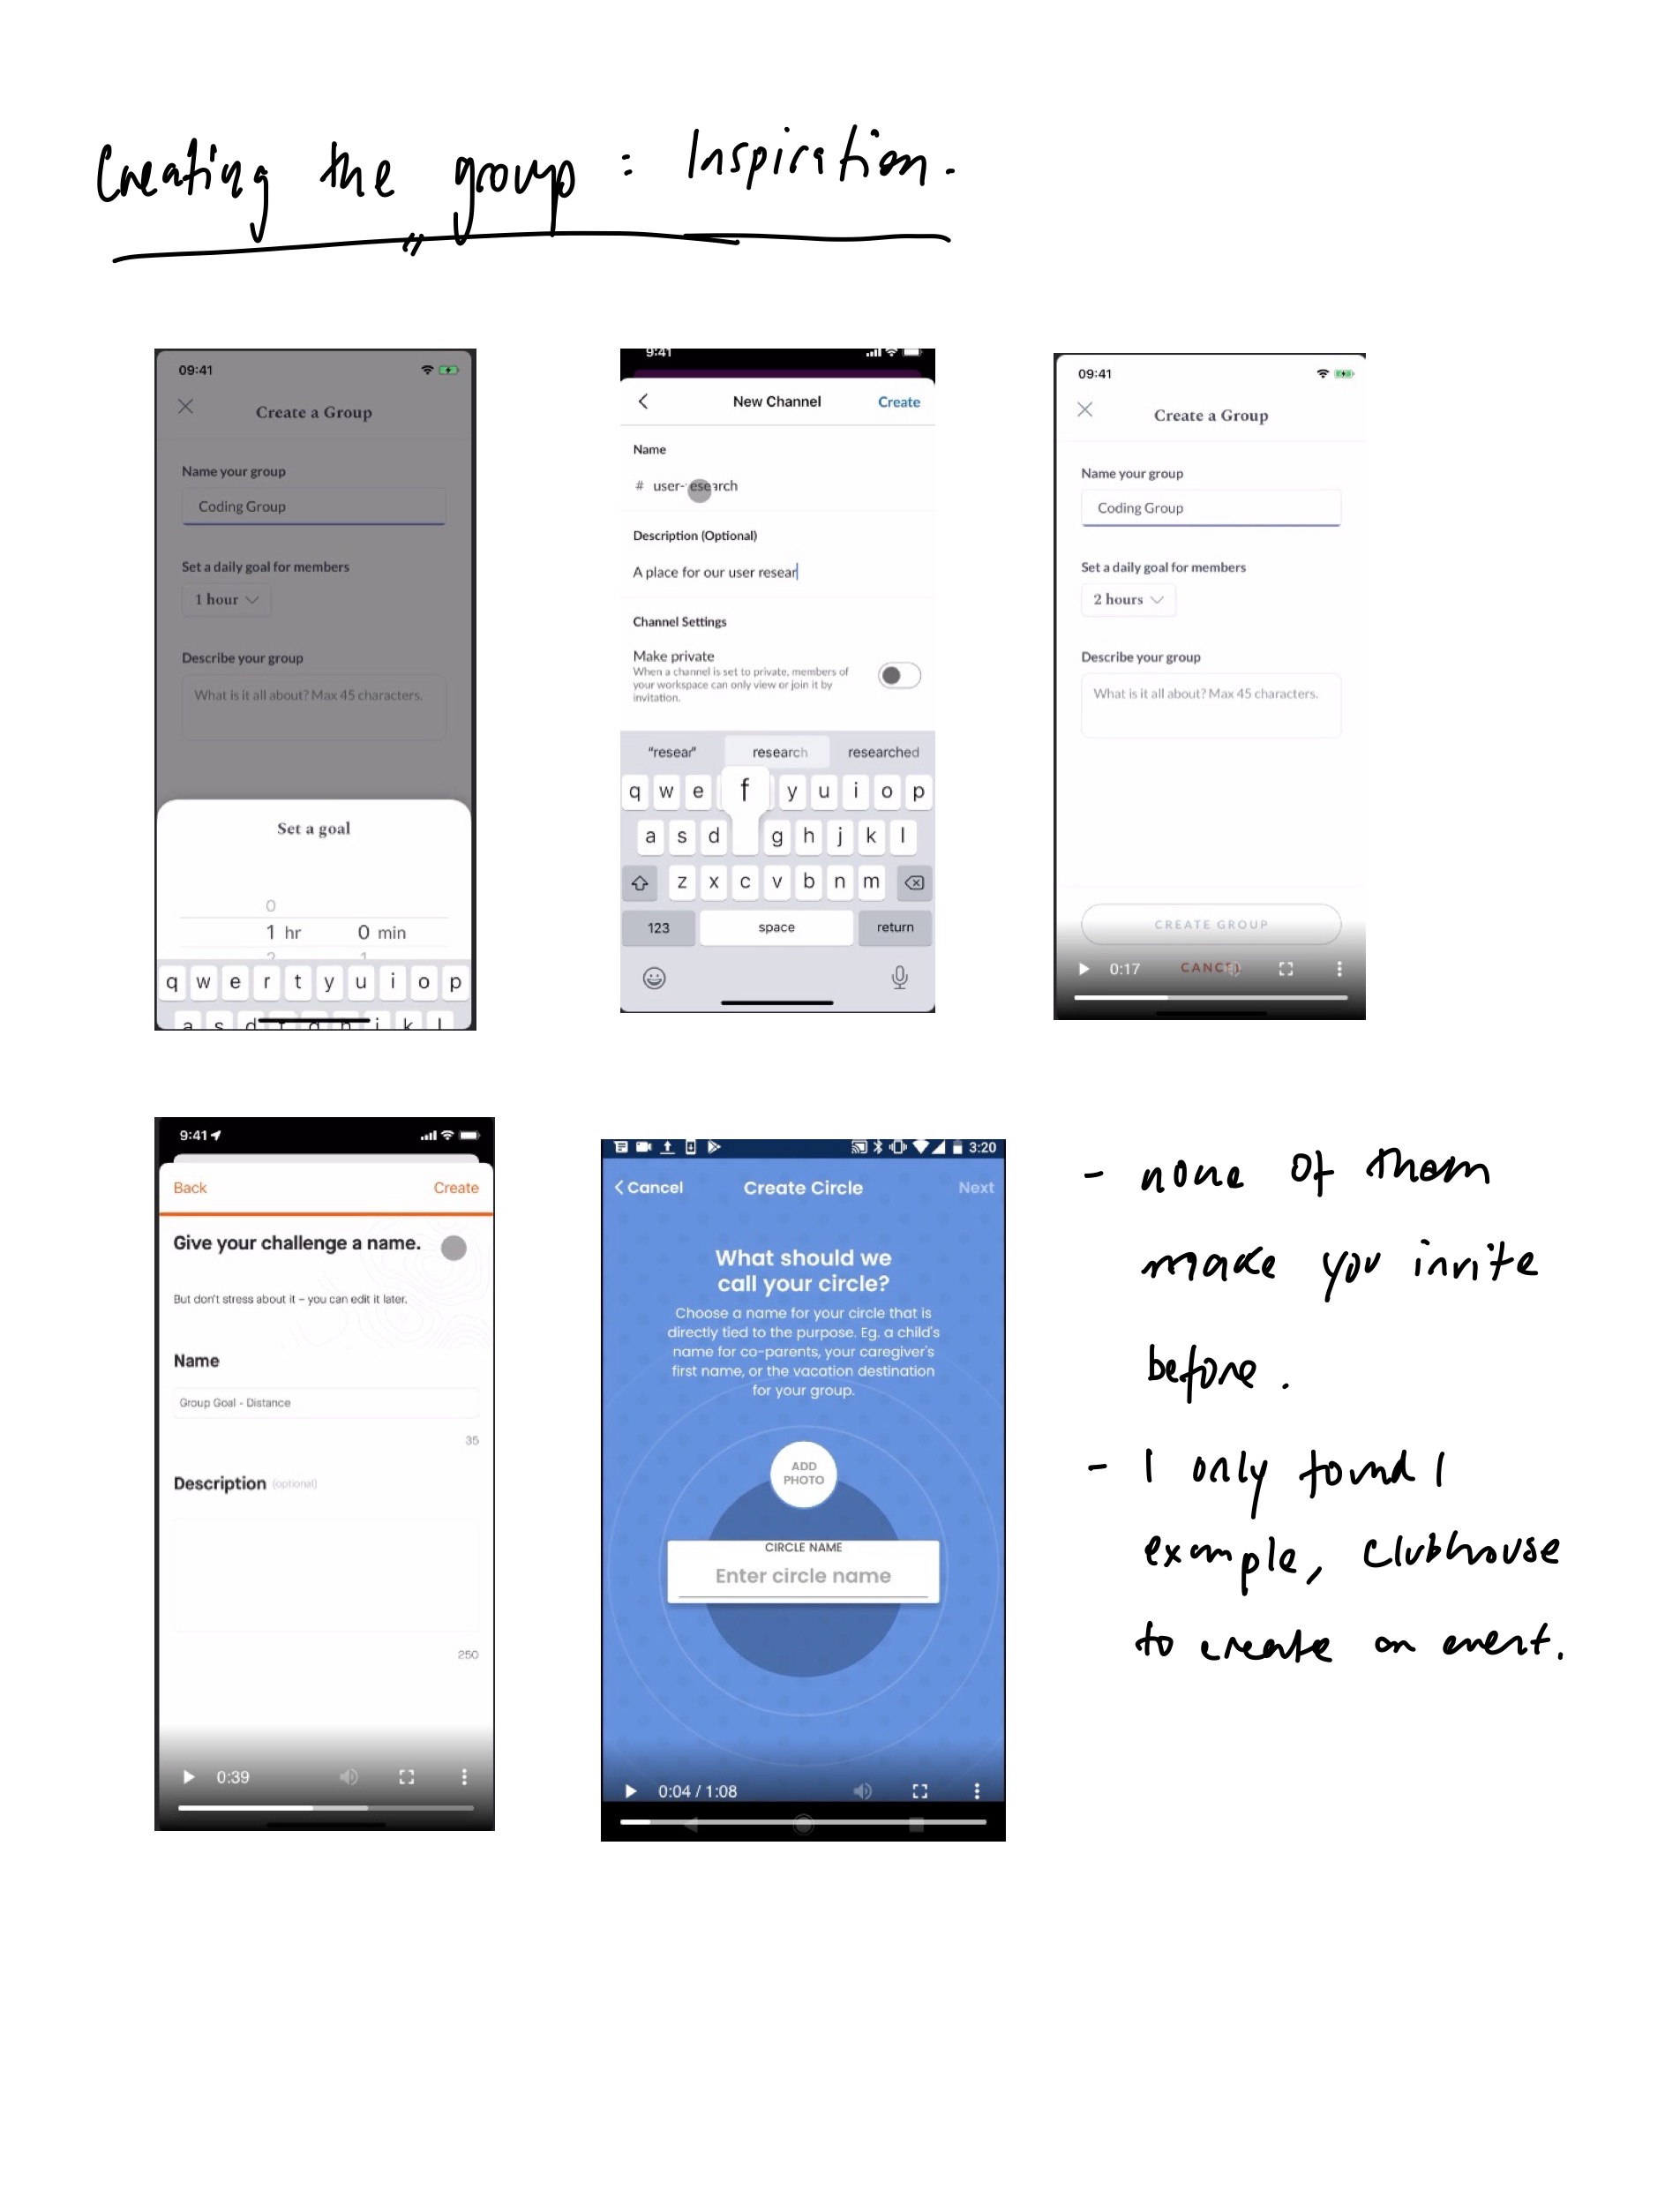 Creating the group : Inspiration.
09:41
Create a Group
Name your group
Coding Group
Set a daily goal for members
1 hour
Describe your group
What is it all about? Max 45 characters.
Set a goal
0
1 hr 0 min
2 1
q w e r t y u i o p
a s d f g h j k l
9:41
New Channel Create
Name
# user-research
Description (Optional)
A place for our user resear
Channel Settings
Make private
When a channel is set to private, members of
your workspace can only view or join it by
invitation.
"resear" research researched
q w e f y u i o p
a s d g h j k l
z x c v b n m
123 space return
09:41
Create a Group
Name your group
Coding Group
Set a daily goal for members
2 hours
Describe your group
What is it all about? Max 45 characters.
CREATE GROUP
0:17 CANCEL
9:41
Back Create
Give your challenge a name.
But don't stress about it – you can edit it later.
Name
Group Goal - Distance
35
Description (optional)
250
0:39
3:20
Cancel Create Circle Next
What should we
call your circle?
Choose a name for your circle that is
directly tied to the purpose. Eg. a child's
name for co-parents, your caregiver's
first name, or the vacation destination
for your group.
ADD
PHOTO
CIRCLE NAME
Enter circle name
0:04 / 1:08
- none of them
make you invite
before.
- I only found 1
example, clubhouse
to create an event.